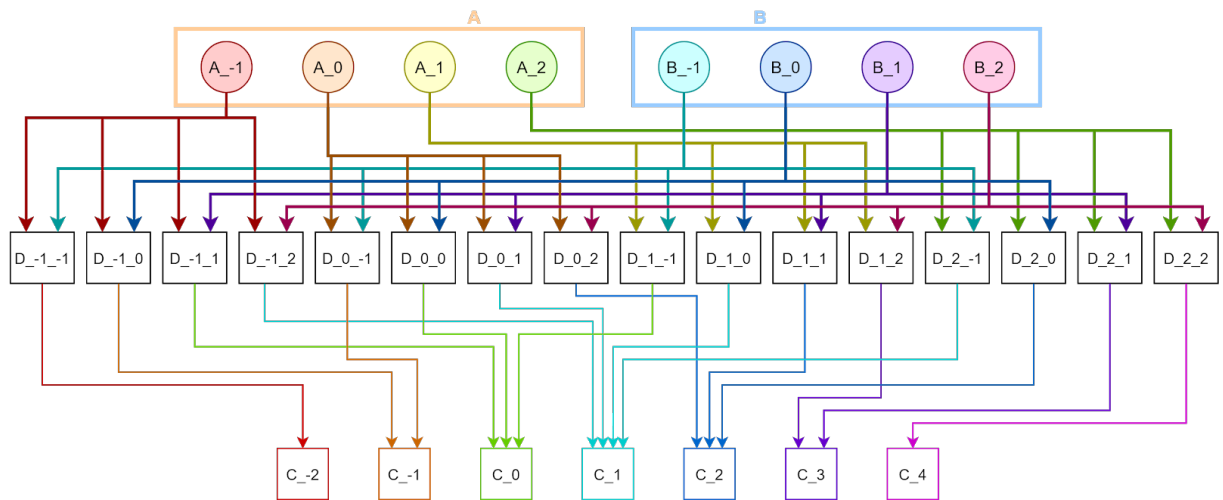 A B
A_-1 A_0 A_1 A_2 B_-1 B_0 B_1 B_2
D_-1_-1 D_-1_0 D_-1_1 D_-1_2 D_0_-1 D_0_0 D_0_1 D_0_2 D_1_-1 D_1_0 D_1_1 D_1_2 D_2_-1 D_2_0 D_2_1 D_2_2
C_-2 C_-1 C_0 C_1 C_2 C_3 C_4